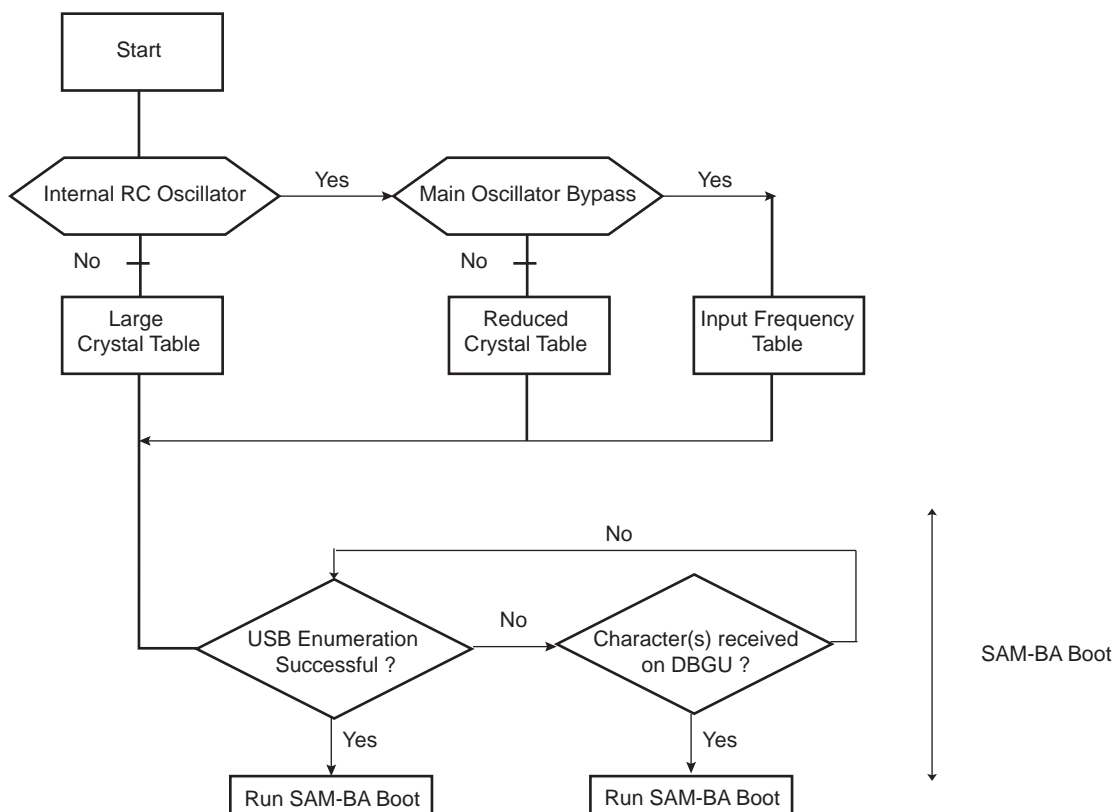 Start
Internal RC Oscillator
Yes
Main Oscillator Bypass
Yes
No
No
Large
Crystal Table
Reduced
Crystal Table
Input Frequency
Table
No
USB Enumeration
Successful ?
No
Character(s) received
on DBGU ?
SAM-BA Boot
Yes
Yes
Run SAM-BA Boot
Run SAM-BA Boot